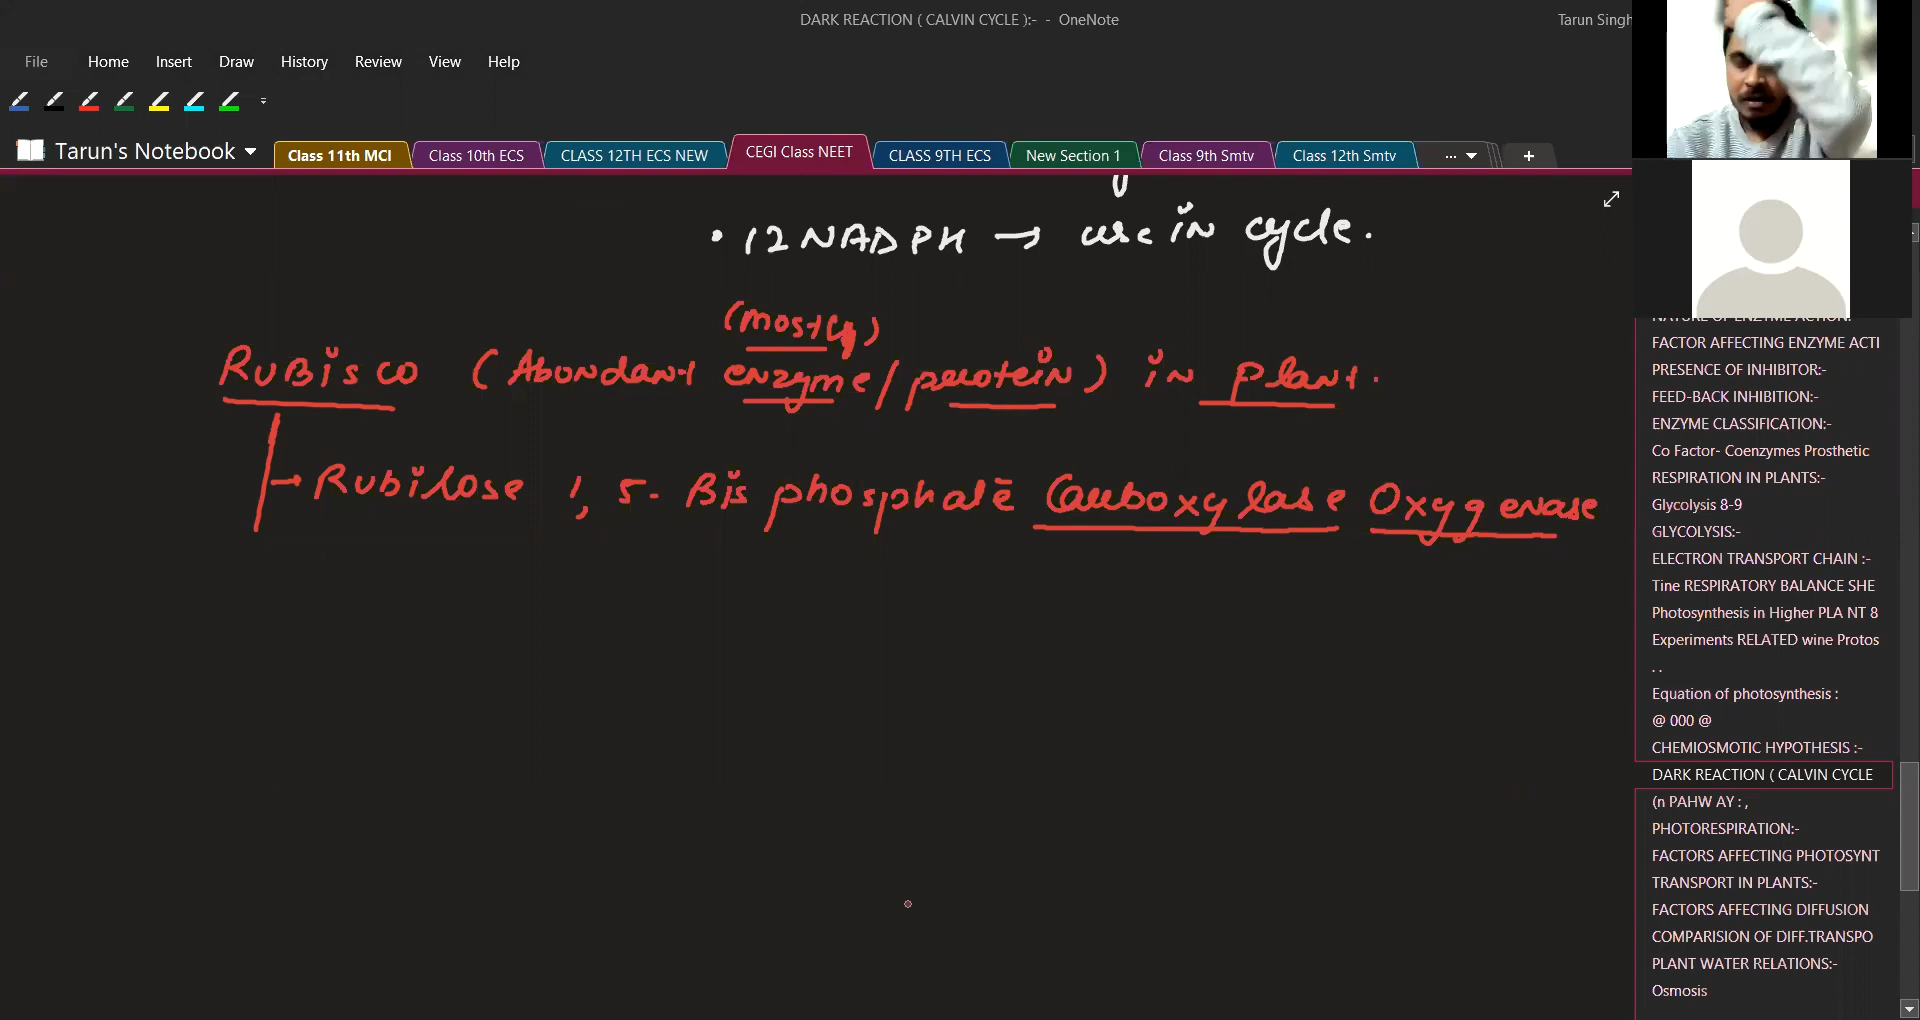 DARK REACTION ( CALVIN CYCLE ):- - OneNote
Tarun Singh
File Home Insert Draw History Review View Help
Tarun's Notebook
Class 11th MCI
Class 10th ECS
CLASS 12TH ECS NEW
CEGI Class NEET
CLASS 9TH ECS
New Section 1
Class 9th Smtv
Class 12th Smtv
...
• 12 NADPH → use in cycle.
(mostly)
RuBisCO (Abondant enzyme/protein) in plant.
→ Rubilose 1, 5- Bisphosphate Carboxylase Oxygenase
FACTOR AFFECTING ENZYME ACTI
PRESENCE OF INHIBITOR:-
FEED-BACK INHIBITION:-
ENZYME CLASSIFICATION:-
Co Factor- Coenzymes Prosthetic
RESPIRATION IN PLANTS:-
Glycolysis 8-9
GLYCOLYSIS:-
ELECTRON TRANSPORT CHAIN :-
Tine RESPIRATORY BALANCE SHE
Photosynthesis in Higher PLA NT 8
Experiments RELATED wine Protos
. .
Equation of photosynthesis :
@ 000 @
CHEMIOSMOTIC HYPOTHESIS :-
DARK REACTION ( CALVIN CYCLE
(n PAHW AY : ,
PHOTORESPIRATION:-
FACTORS AFFECTING PHOTOSYNT
TRANSPORT IN PLANTS:-
FACTORS AFFECTING DIFFUSION
COMPARISION OF DIFF.TRANSPO
PLANT WATER RELATIONS:-
Osmosis